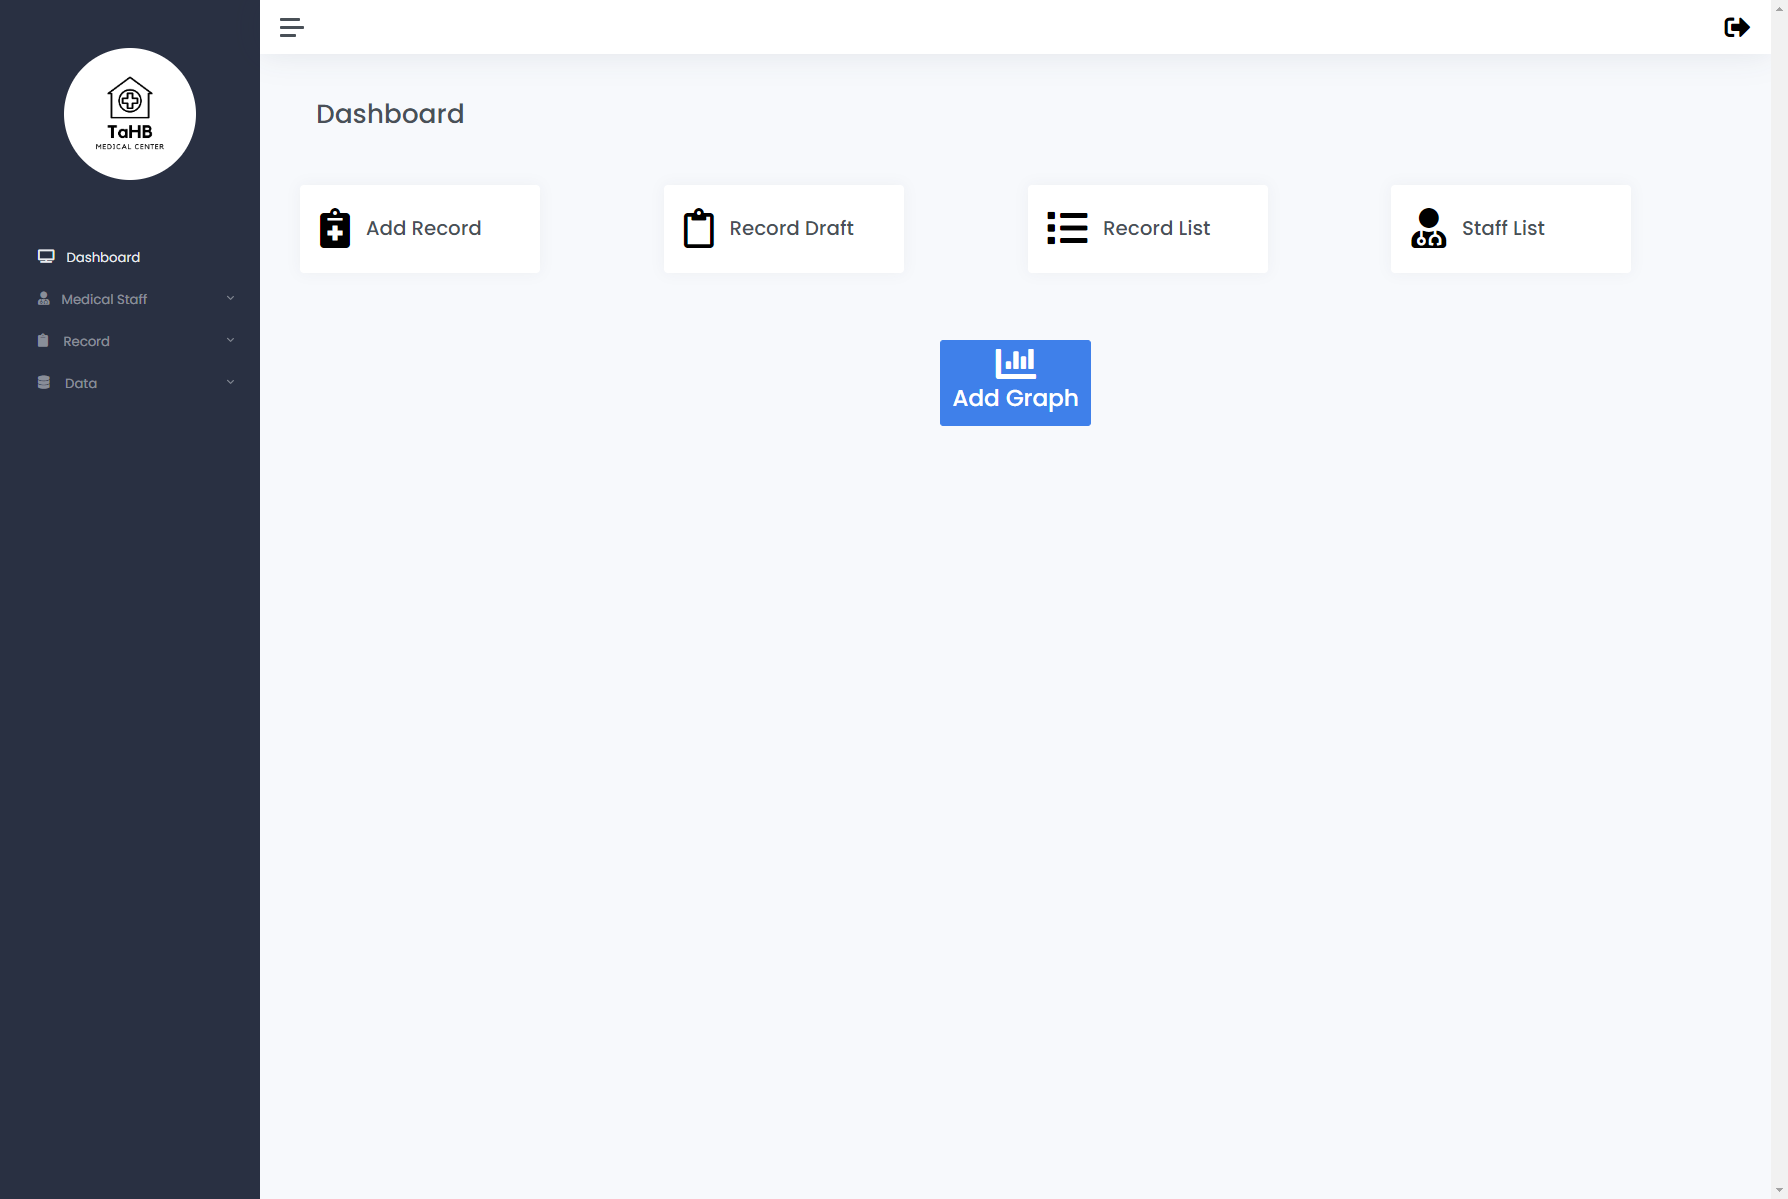 TaHB
MEDICAL CENTER
Dashboard
Medical Staff
Record
Data
Dashboard
Add Record
Record Draft
Record List
Staff List
Add Graph